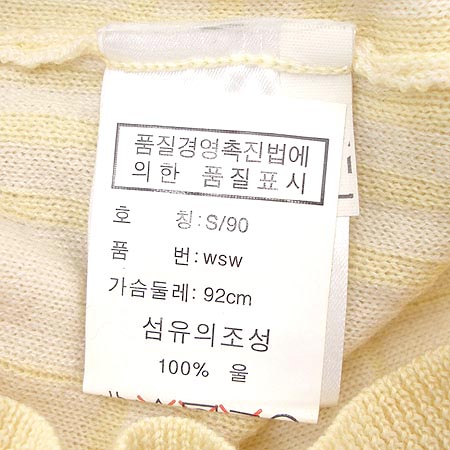 품질경영촉진법에
의한 품질표시
호 칭:S/90
품 번:wsw
가슴둘레:92cm
섬유의조성
100% 울